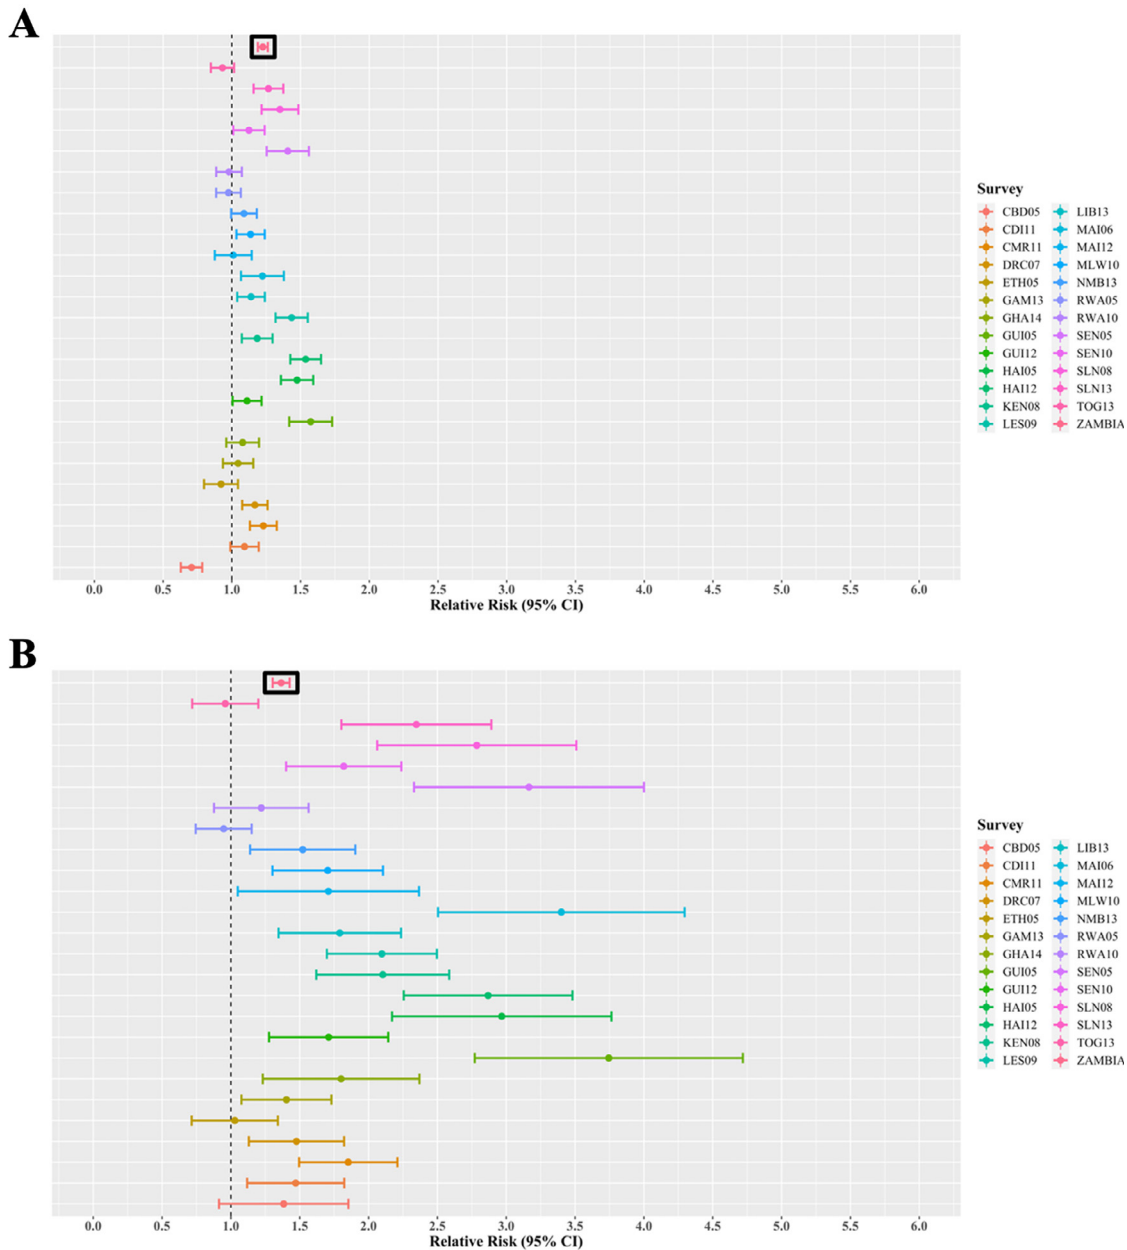 A
0.0 0.5 1.0 1.5 2.0 2.5 3.0 3.5 4.0 4.5 5.0 5.5 6.0
Relative Risk (95% CI)
Survey
CBD05 LIB13
CDI11 MAI06
CMR11 MAI12
DRC07 MLW10
ETH05 NMB13
GAM13 RWA05
GHA14 RWA10
GUI05 SEN05
GUI12 SEN10
HAI05 SLN08
HAI12 SLN13
KEN08 TOG13
LES09 ZAMBIA
B
0.0 0.5 1.0 1.5 2.0 2.5 3.0 3.5 4.0 4.5 5.0 5.5 6.0
Relative Risk (95% CI)
Survey
CBD05 LIB13
CDI11 MAI06
CMR11 MAI12
DRC07 MLW10
ETH05 NMB13
GAM13 RWA05
GHA14 RWA10
GUI05 SEN05
GUI12 SEN10
HAI05 SLN08
HAI12 SLN13
KEN08 TOG13
LES09 ZAMBIA